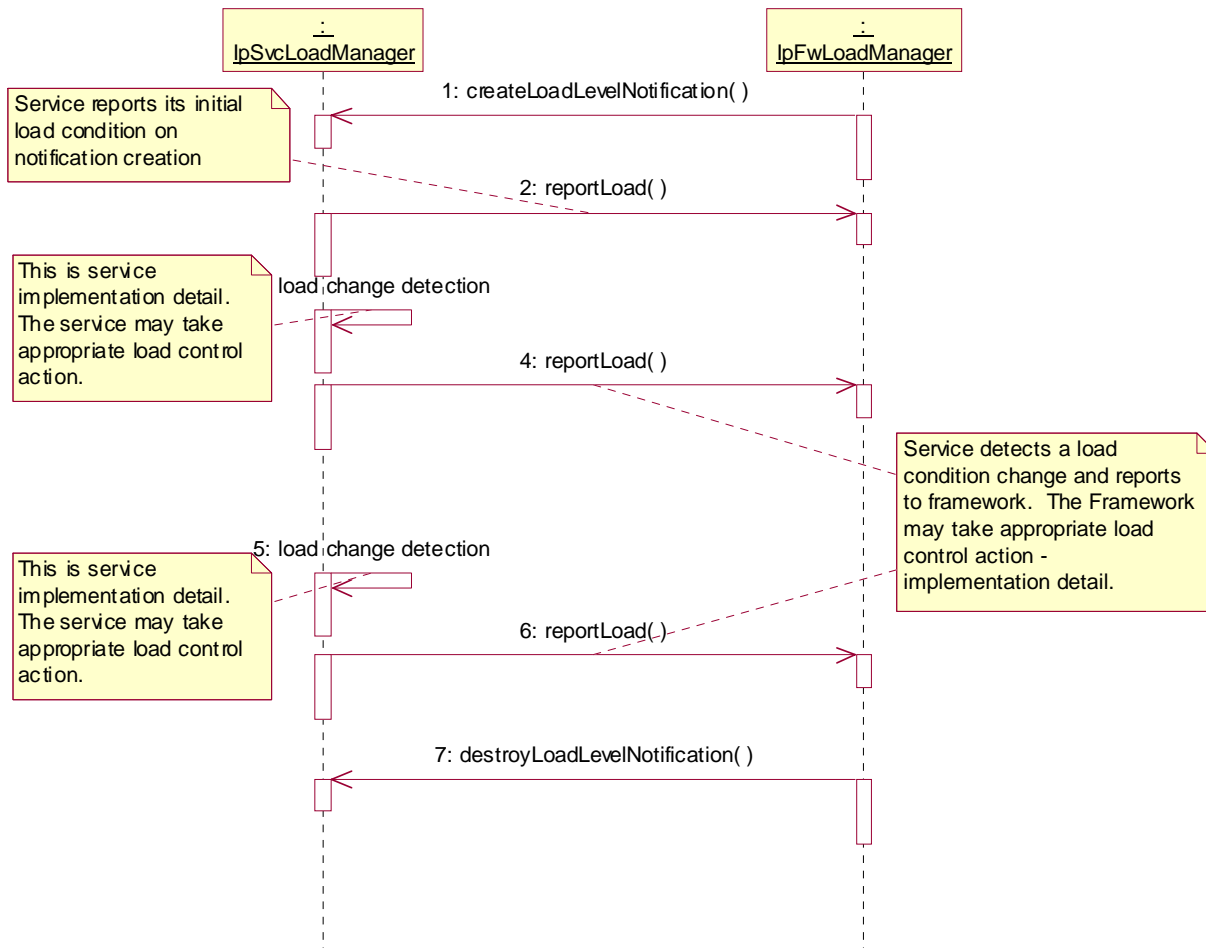 :
IpSvcLoadManager
:
IpFwLoadManager
1: createLoadLevelNotification( )
Service reports its initial
load condition on
notification creation
2: reportLoad( )
This is service
implementation detail.
The service may take
appropriate load control
action.
load change detection
4: reportLoad( )
Service detects a load
condition change and reports
to framework. The Framework
may take appropriate load
control action -
implementation detail.
5: load change detection
This is service
implementation detail.
The service may take
appropriate load control
action.
6: reportLoad( )
7: destroyLoadLevelNotification( )